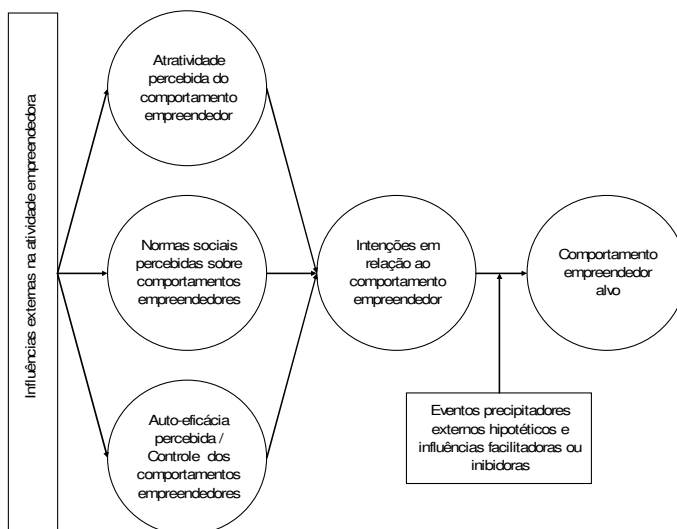 Influências externas na atividade empreendedora
Atratividade
percebida do
comportamento
empreendedor
Normas sociais
percebidas sobre
comportamentos
empreendedores
Auto-eficácia
percebida /
Controle dos
comportamentos
empreendedores
Intenções em
relação ao
comportamento
empreendedor
Comportamento
empreendedor
alvo
Eventos precipitadores
externos hipotéticos e
influências facilitadoras ou
inibidoras